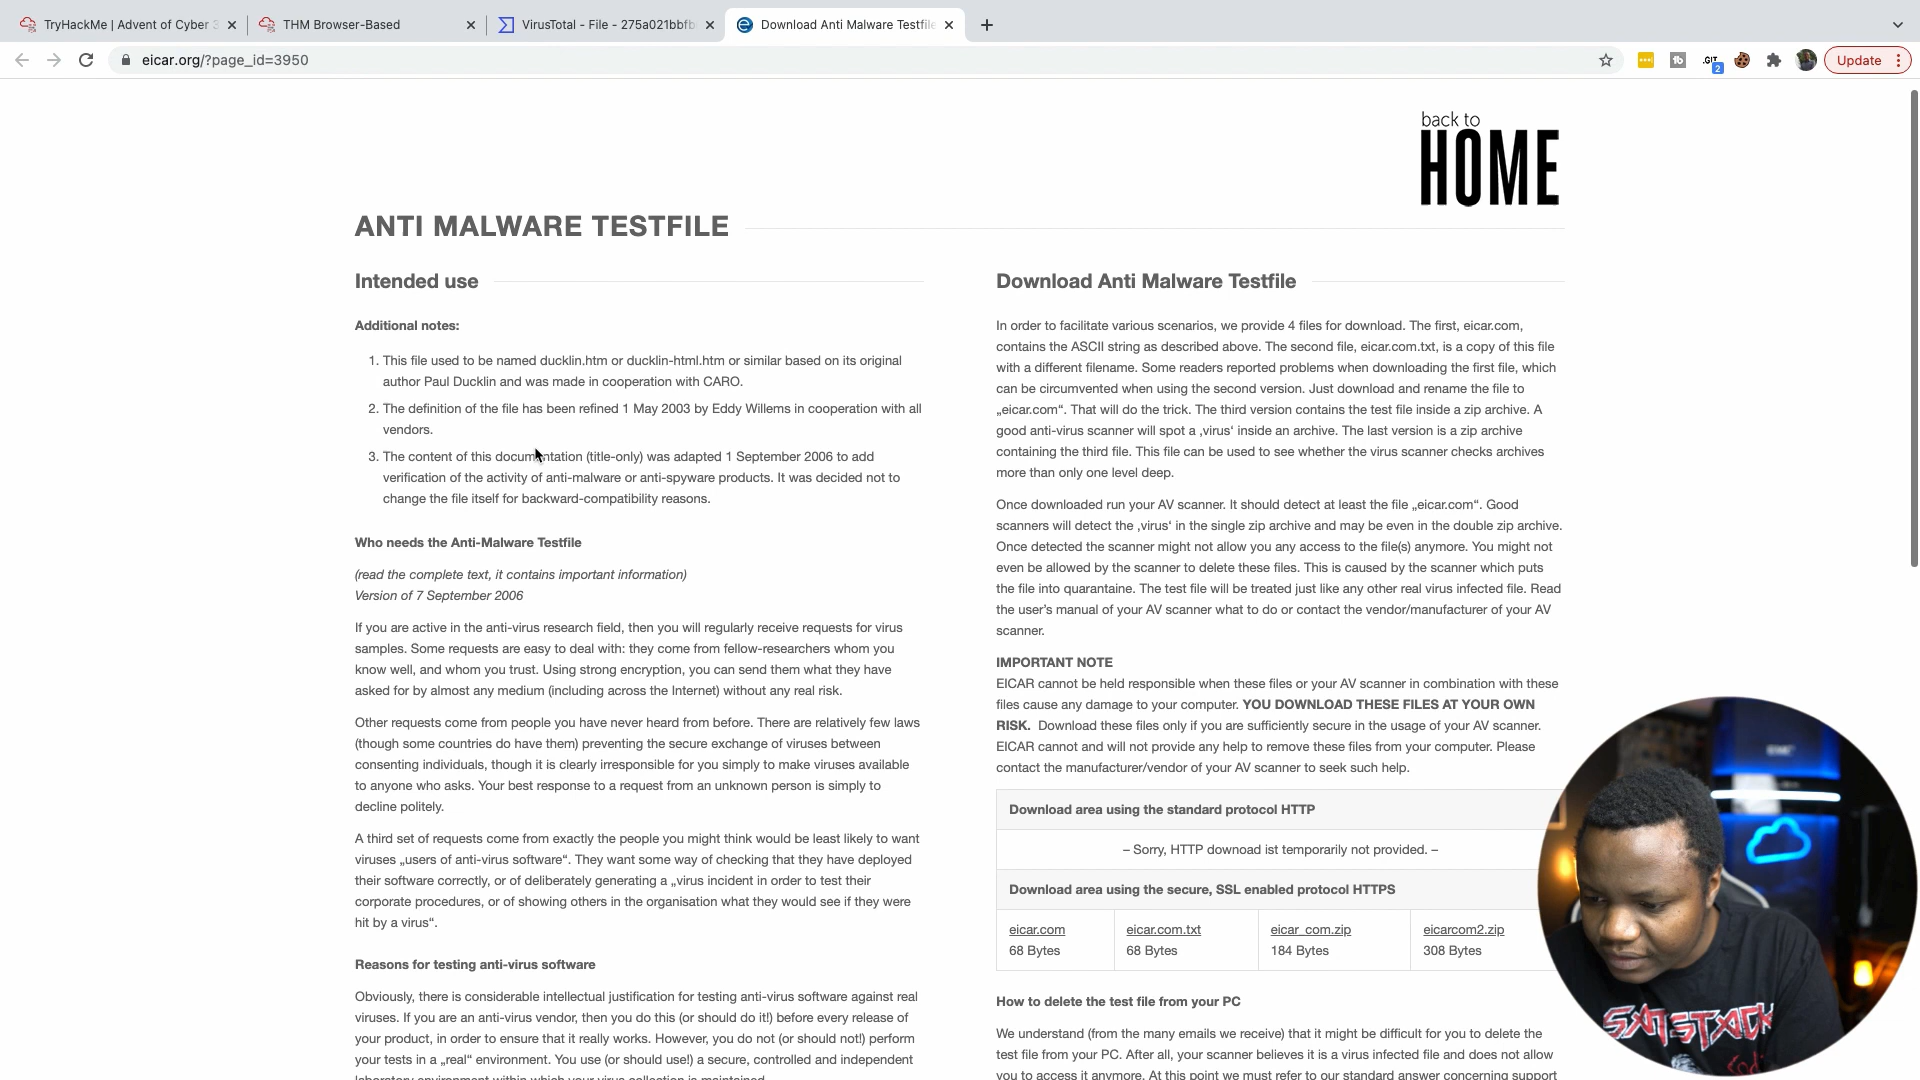 TryHackMe | Advent of Cyber 3
THM Browser-Based
VirusTotal - File - 275a021bbfb
Download Anti Malware Testfile
eicar.org/?page_id=3950
2
Update
back to
HOME
ANTI MALWARE TESTFILE
Intended use
Additional notes:
1. This file used to be named ducklin.htm or ducklin-html.htm or similar based on its original
author Paul Ducklin and was made in cooperation with CARO.
2. The definition of the file has been refined 1 May 2003 by Eddy Willems in cooperation with all
vendors.
3. The content of this documentation (title-only) was adapted 1 September 2006 to add
verification of the activity of anti-malware or anti-spyware products. It was decided not to
change the file itself for backward-compatibility reasons.
Who needs the Anti-Malware Testfile
(read the complete text, it contains important information)
Version of 7 September 2006
If you are active in the anti-virus research field, then you will regularly receive requests for virus
samples. Some requests are easy to deal with: they come from fellow-researchers whom you
know well, and whom you trust. Using strong encryption, you can send them what they have
asked for by almost any medium (including across the Internet) without any real risk.
Other requests come from people you have never heard from before. There are relatively few laws
(though some countries do have them) preventing the secure exchange of viruses between
consenting individuals, though it is clearly irresponsible for you simply to make viruses available
to anyone who asks. Your best response to a request from an unknown person is simply to
decline politely.
A third set of requests come from exactly the people you might think would be least likely to want
viruses „users of anti-virus software“. They want some way of checking that they have deployed
their software correctly, or of deliberately generating a „virus incident in order to test their
corporate procedures, or of showing others in the organisation what they would see if they were
hit by a virus“.
Reasons for testing anti-virus software
Obviously, there is considerable intellectual justification for testing anti-virus software against real
viruses. If you are an anti-virus vendor, then you do this (or should do it!) before every release of
your product, in order to ensure that it really works. However, you do not (or should not!) perform
your tests in a „real“ environment. You use (or should use!) a secure, controlled and independent
laboratory environment within which your virus collection is maintained.
Download Anti Malware Testfile
In order to facilitate various scenarios, we provide 4 files for download. The first, eicar.com,
contains the ASCII string as described above. The second file, eicar.com.txt, is a copy of this file
with a different filename. Some readers reported problems when downloading the first file, which
can be circumvented when using the second version. Just download and rename the file to
„eicar.com“. That will do the trick. The third version contains the test file inside a zip archive. A
good anti-virus scanner will spot a ‚virus‘ inside an archive. The last version is a zip archive
containing the third file. This file can be used to see whether the virus scanner checks archives
more than only one level deep.
Once downloaded run your AV scanner. It should detect at least the file „eicar.com“. Good
scanners will detect the ‚virus‘ in the single zip archive and may be even in the double zip archive.
Once detected the scanner might not allow you any access to the file(s) anymore. You might not
even be allowed by the scanner to delete these files. This is caused by the scanner which puts
the file into quarantaine. The test file will be treated just like any other real virus infected file. Read
the user's manual of your AV scanner what to do or contact the vendor/manufacturer of your AV
scanner.
IMPORTANT NOTE
EICAR cannot be held responsible when these files or your AV scanner in combination with these
files cause any damage to your computer. YOU DOWNLOAD THESE FILES AT YOUR OWN
RISK. Download these files only if you are sufficiently secure in the usage of your AV scanner.
EICAR cannot and will not provide any help to remove these files from your computer. Please
contact the manufacturer/vendor of your AV scanner to seek such help.
Download area using the standard protocol HTTP
– Sorry, HTTP downoad ist temporarily not provided. –
Download area using the secure, SSL enabled protocol HTTPS
eicar.com
68 Bytes
eicar.com.txt
68 Bytes
eicar_com.zip
184 Bytes
eicarcom2.zip
308 Bytes
How to delete the test file from your PC
We understand (from the many emails we receive) that it might be difficult for you to delete the
test file from your PC. After all, your scanner believes it is a virus infected file and does not allow
you to access it anymore. At this point we must refer to our standard answer concerning support